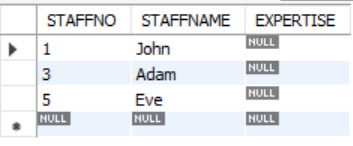 STAFFNO STAFFNAME EXPERTISE
1 John NULL
3 Adam NULL
5 Eve NULL
NULL NULL NULL